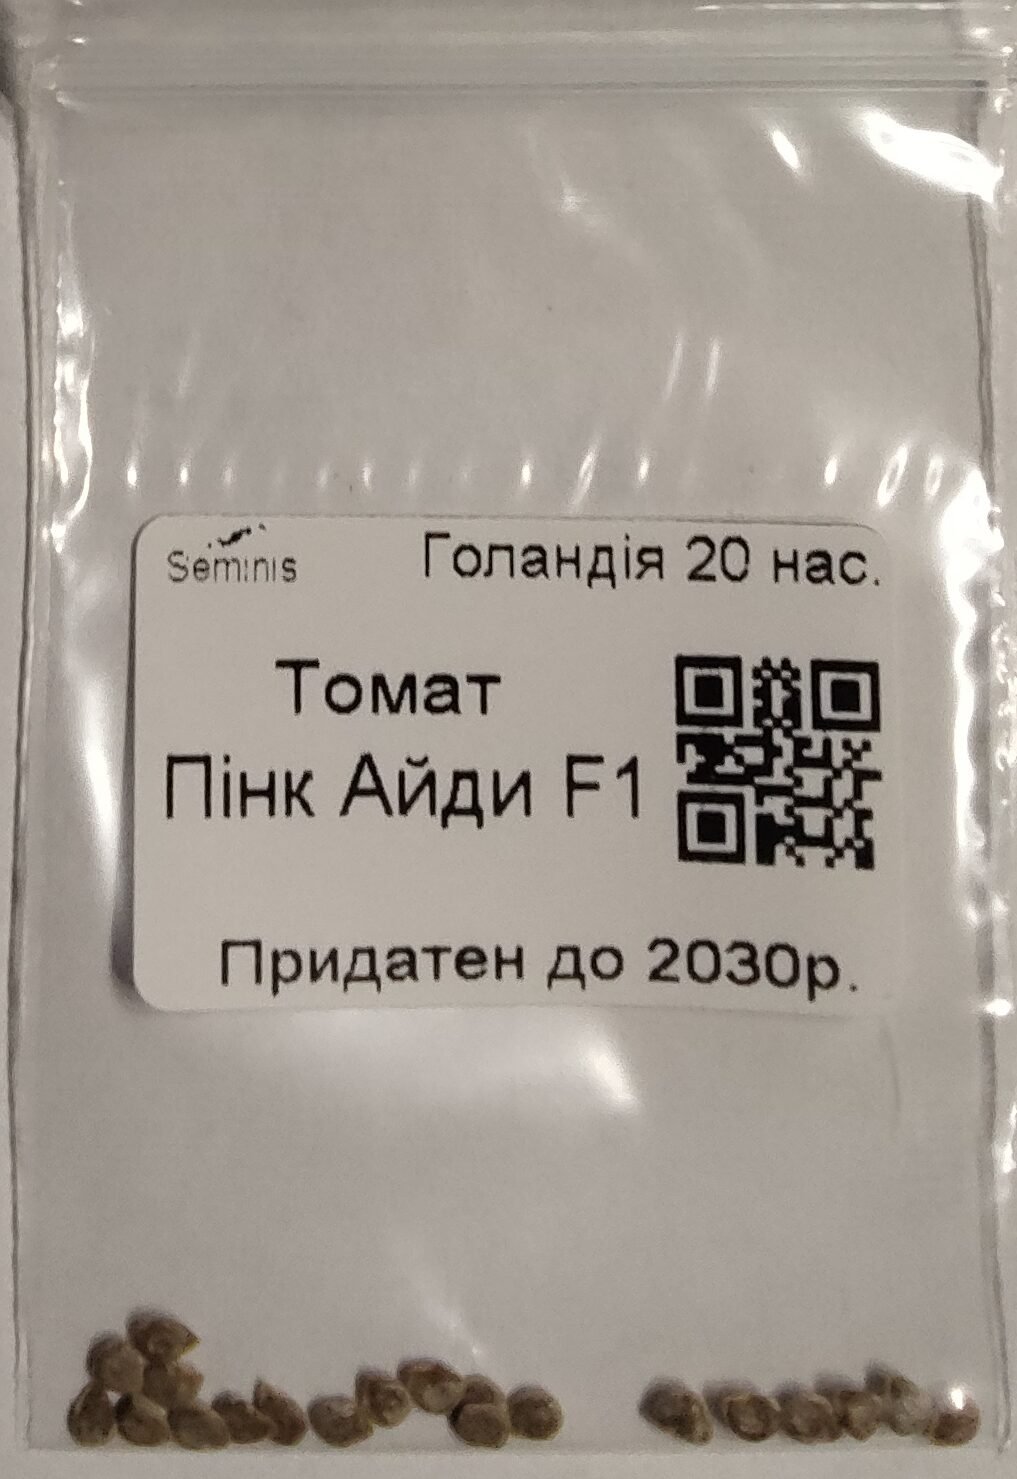 Seminis
Голандія 20 нас.
Томат
Пінк Айди F1
Придатен до 2030р.